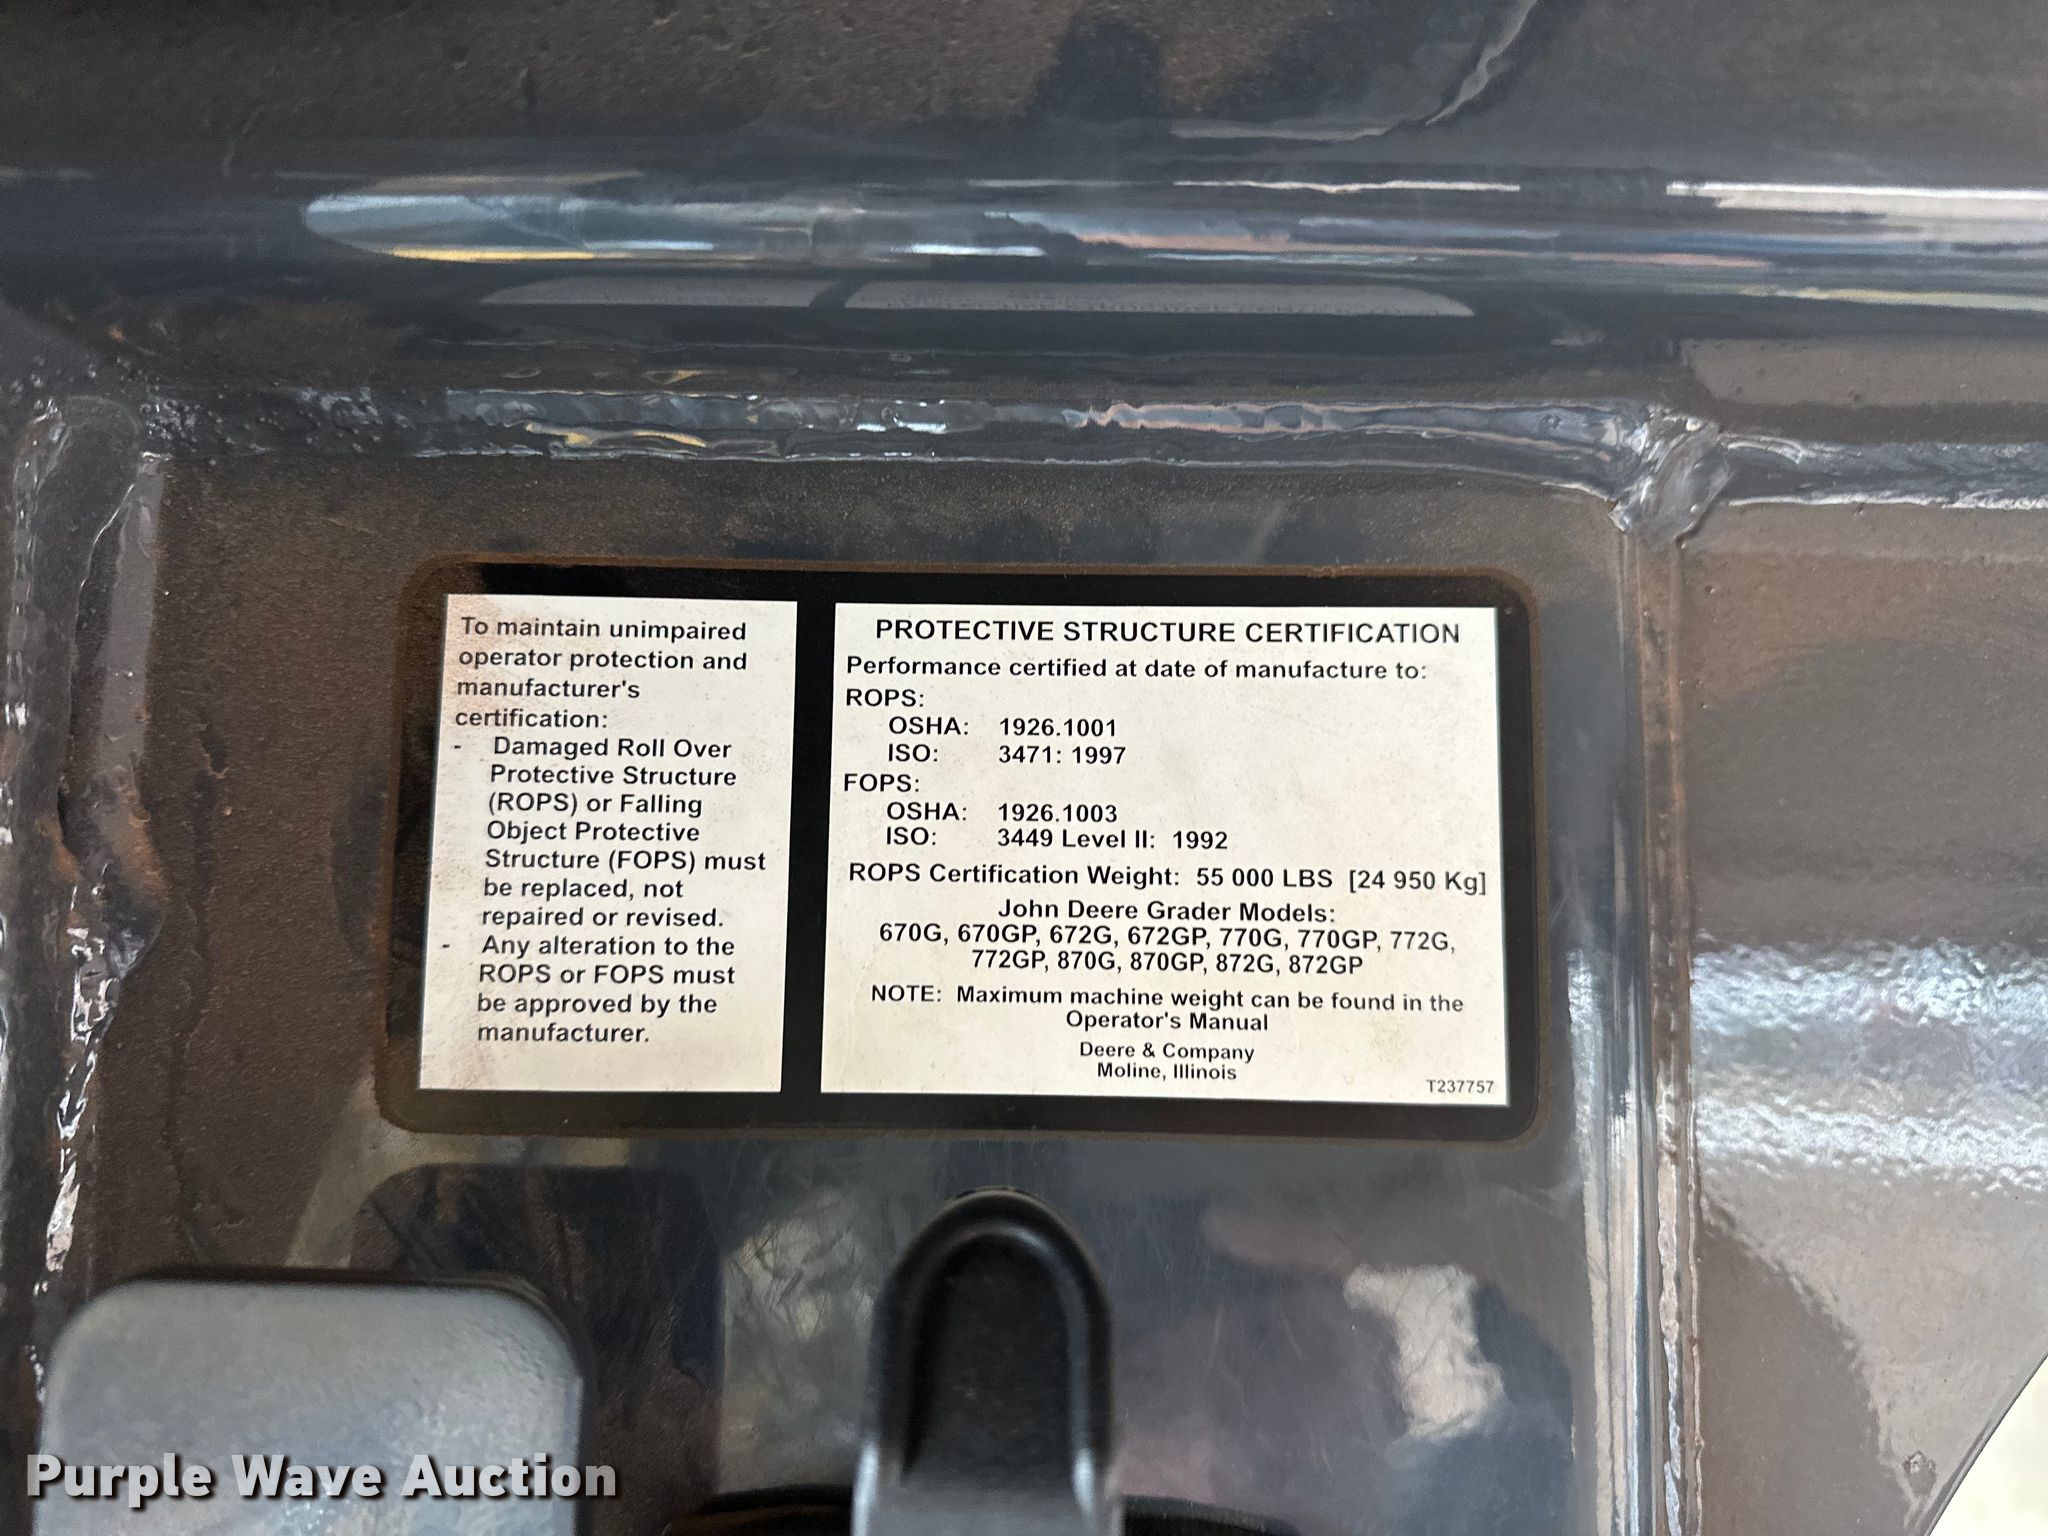 To maintain unimpaired
operator protection and
manufacturer's
certification:
- Damaged Roll Over
Protective Structure
(ROPS) or Falling
Object Protective
Structure (FOPS) must
be replaced, not
repaired or revised.
- Any alteration to the
ROPS or FOPS must
be approved by the
manufacturer.
PROTECTIVE STRUCTURE CERTIFICATION
Performance certified at date of manufacture to:
ROPS:
OSHA: 1926.1001
ISO: 3471: 1997
FOPS:
OSHA: 1926.1003
ISO: 3449 Level II: 1992
ROPS Certification Weight: 55 000 LBS [24 950 Kg]
John Deere Grader Models:
670G, 670GP, 672G, 672GP, 770G, 770GP, 772G,
772GP, 870G, 870GP, 872G, 872GP
NOTE: Maximum machine weight can be found in the
Operator's Manual
Deere & Company
Moline, Illinois
T237757
Purple Wave Auction